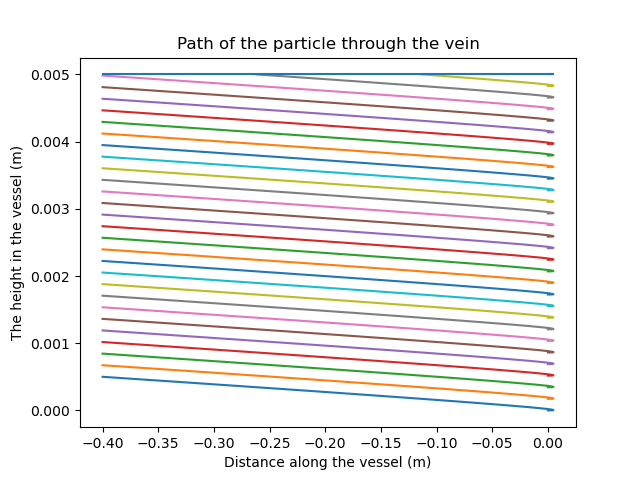 Path of the particle through the vein
The height in the vessel (m)
0.005
0.004
0.003
0.002
0.001
0.000
−0.40 −0.35 −0.30 −0.25 −0.20 −0.15 −0.10 −0.05 0.00
Distance along the vessel (m)